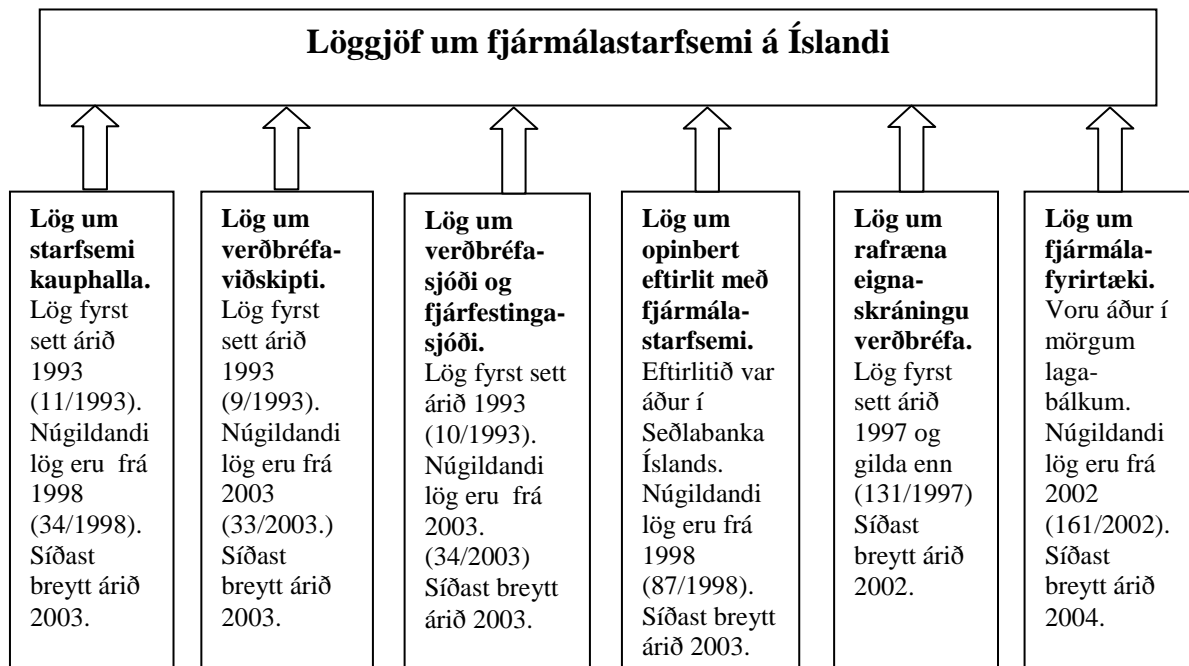 Löggjöf um fjármálastarfsemi á Íslandi
Lög um
starfsemi
kauphalla.
Lög fyrst
sett árið
1993
(11/1993).
Núgildandi
lög eru frá
1998
(34/1998).
Síðast
breytt árið
2003.
Lög um
verðbréfa-
viðskipti.
Lög fyrst
sett árið
1993
(9/1993).
Núgildandi
lög eru frá
2003
(33/2003.)
Síðast
breytt árið
2003.
Lög um
verðbréfa-
sjóði og
fjárfestinga-
sjóði.
Lög fyrst sett
árið 1993
(10/1993).
Núgildandi
lög eru frá
2003.
(34/2003)
Síðast breytt
árið 2003.
Lög um
opinbert
eftirlit með
fjármála-
starfsemi.
Eftirlitið var
áður í
Seðlabanka
Íslands.
Núgildandi
lög eru frá
1998
(87/1998).
Síðast breytt
árið 2003.
Lög um
rafræna
eigna-
skráningu
verðbréfa.
Lög fyrst
sett árið
1997 og
gilda enn
(131/1997)
Síðast
breytt árið
2002.
Lög um
fjármála-
fyrirtæki.
Voru áður í
mörgum
laga-
bálkum.
Núgildandi
lög eru frá
2002
(161/2002).
Síðast
breytt árið
2004.